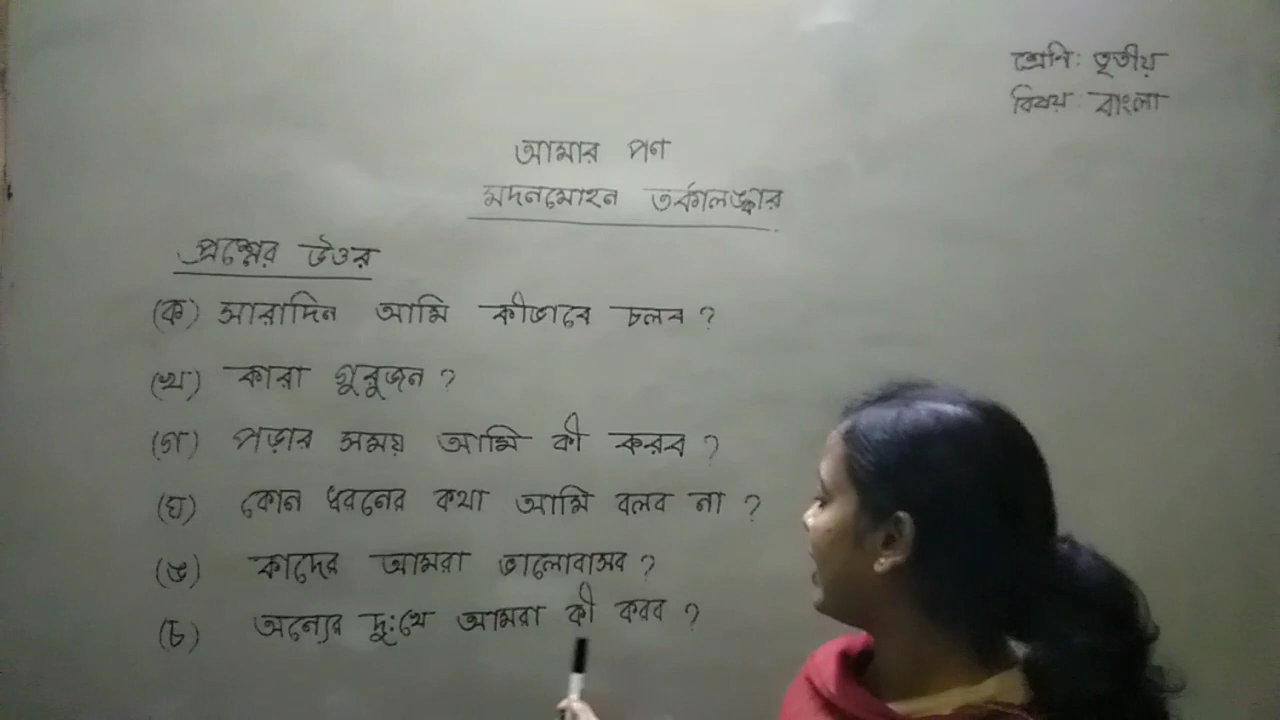 শ্রেণি: তৃতীয়
বিষয়: বাংলা
আমার পণ
মদনমোহন তর্কালঙ্কার
প্রশ্নের উত্তর
(ক) সারাদিন আমি কীভাবে চলব ?
(খ) কারা গুরুজন ?
(গ) পড়ার সময় আমি কী করব ?
(ঘ) কোন ধরনের কথা আমি বলব না ?
(ঙ) কাদের আমরা ভালোবাসব ?
(চ) অন্যের দু:খে আমরা কী করব ?